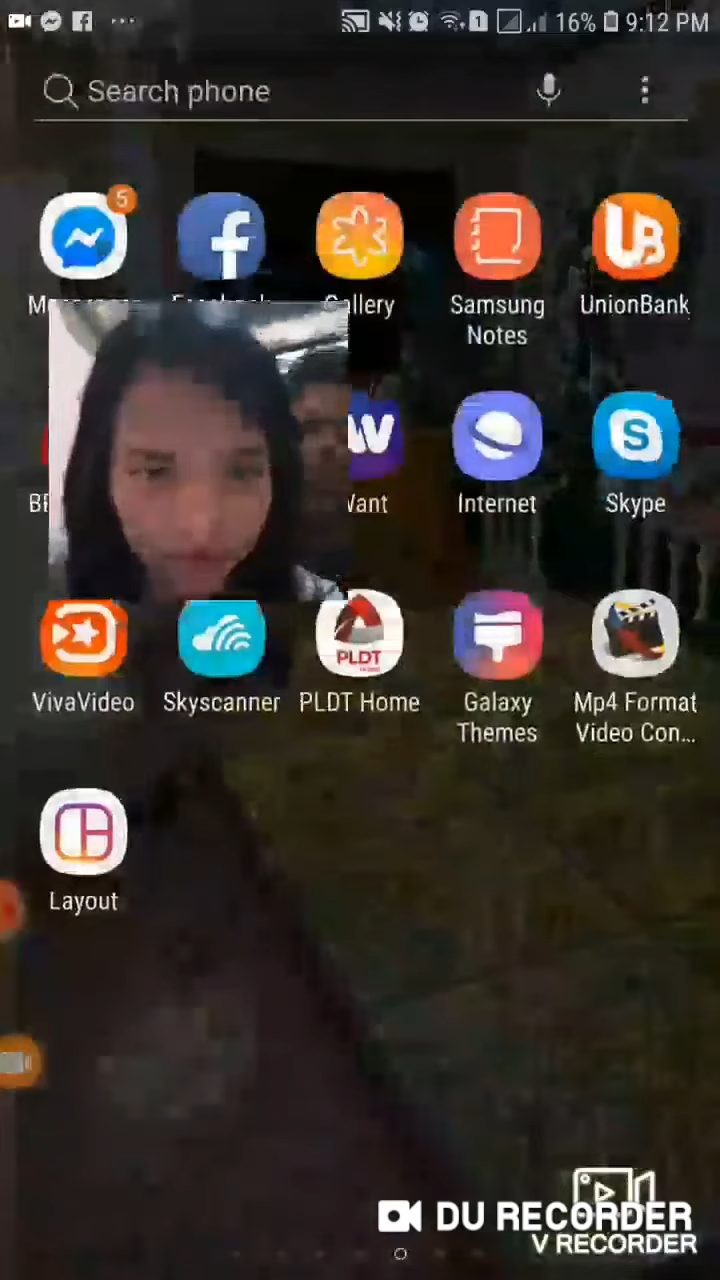 16% 9:12 PM
Search phone
5
Gallery
Samsung
Notes
UnionBank
Internet
Skype
VivaVideo
Skyscanner
PLDT
PLDT Home
Galaxy
Themes
Mp4 Format
Video Con...
Layout
DU RECORDER
V RECORDER